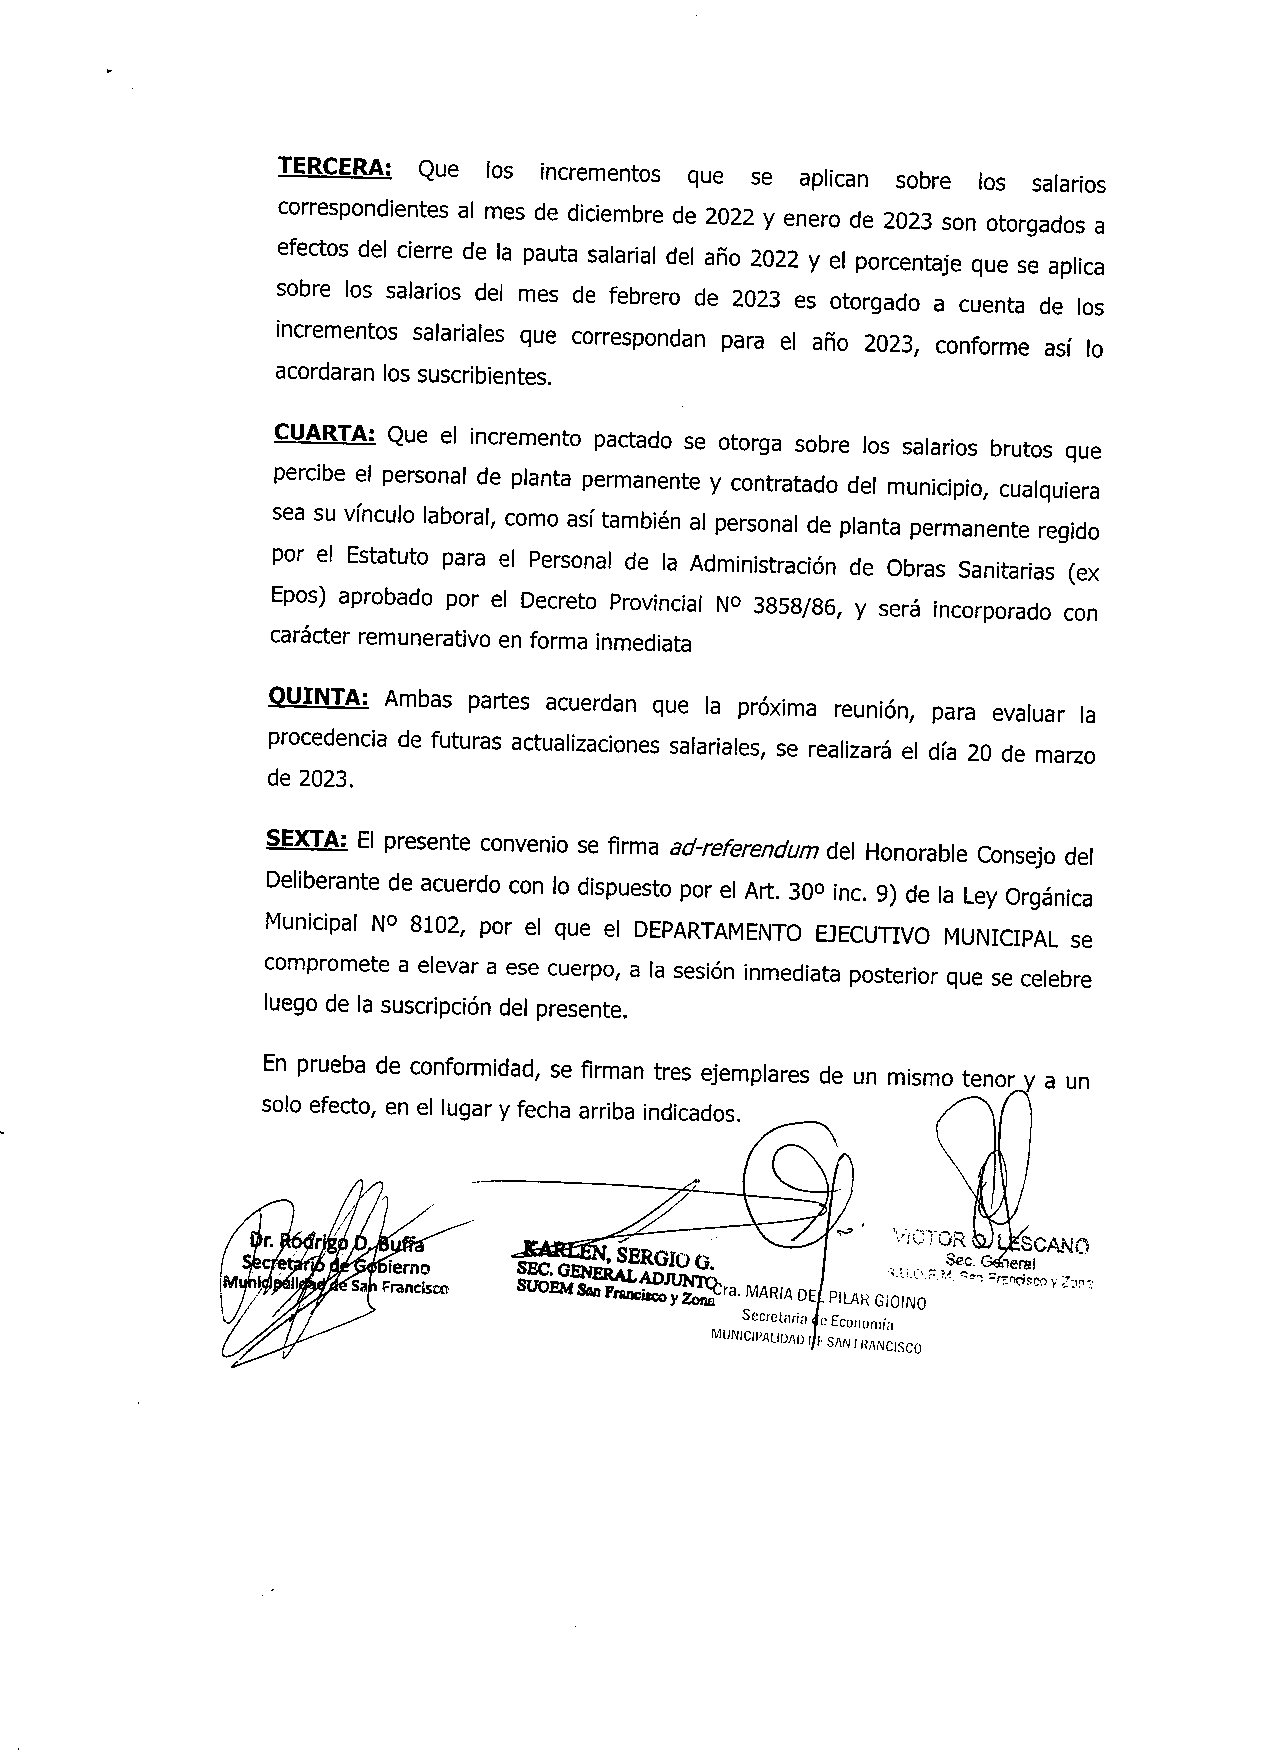 TERCERA: Que los incrementos que se aplican sobre los salarios
correspondientes al mes de diciembre de 2022 y enero de 2023 son otorgados a
efectos del cierre de la pauta salarial del año 2022 y el porcentaje que se aplica
sobre los salarios del mes de febrero de 2023 es otorgado a cuenta de los
incrementos salariales que correspondan para el año 2023, conforme así lo
acordaran los suscribientes.
CUARTA: Que el incremento pactado se otorga sobre los salarios brutos que
percibe el personal de planta permanente y contratado del municipio, cualquiera
sea su vínculo laboral, como así también al personal de planta permanente regido
por el Estatuto para el Personal de la Administración de Obras Sanitarias (ex
Epos) aprobado por el Decreto Provincial Nº 3858/86, y será incorporado con
carácter remunerativo en forma inmediata
QUINTA: Ambas partes acuerdan que la próxima reunión, para evaluar la
procedencia de futuras actualizaciones salariales, se realizará el día 20 de marzo
de 2023.
SEXTA: El presente convenio se firma ad-referendum del Honorable Consejo del
Deliberante de acuerdo con lo dispuesto por el Art. 30º inc. 9) de la Ley Orgánica
Municipal Nº 8102, por el que el DEPARTAMENTO EJECUTIVO MUNICIPAL se
compromete a elevar a ese cuerpo, a la sesión inmediata posterior que se celebre
luego de la suscripción del presente.
En prueba de conformidad, se firman tres ejemplares de un mismo tenor y a un
solo efecto, en el lugar y fecha arriba indicados.
Dr. Rodrigo D. Buffa
Secretario de Gobierno
Municipalidad de San Francisco
KARLEN, SERGIO G.
SEC. GENERAL ADJUNTO
SUOEM San Francisco y Zona
Cra. MARIA DEL PILAR GIOINO
Secretaria de Economía
MUNICIPALIDAD DE SAN FRANCISCO
VICTOR LESCANO
Sec. General
San Francisco y Zona